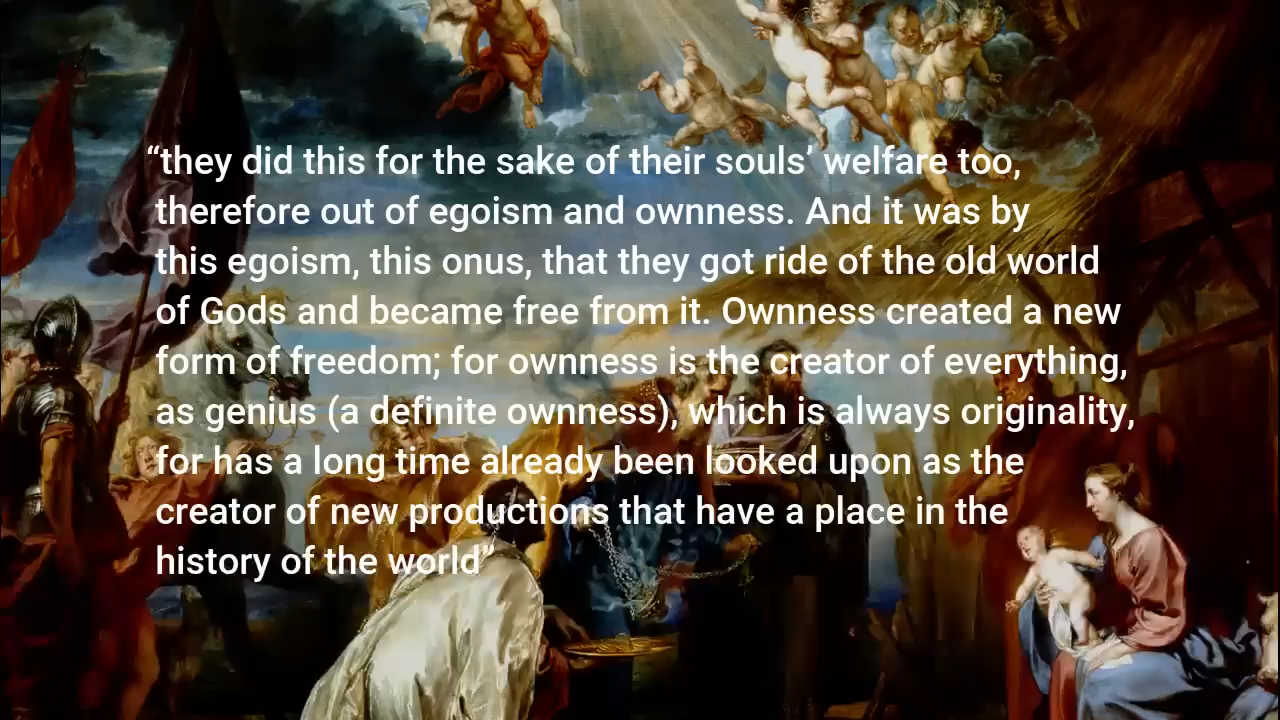 “they did this for the sake of their souls’ welfare too,
therefore out of egoism and ownness. And it was by
this egoism, this onus, that they got ride of the old world
of Gods and became free from it. Ownness created a new
form of freedom; for ownness is the creator of everything,
as genius (a definite ownness), which is always originality,
for has a long time already been looked upon as the
creator of new productions that have a place in the
history of the world”